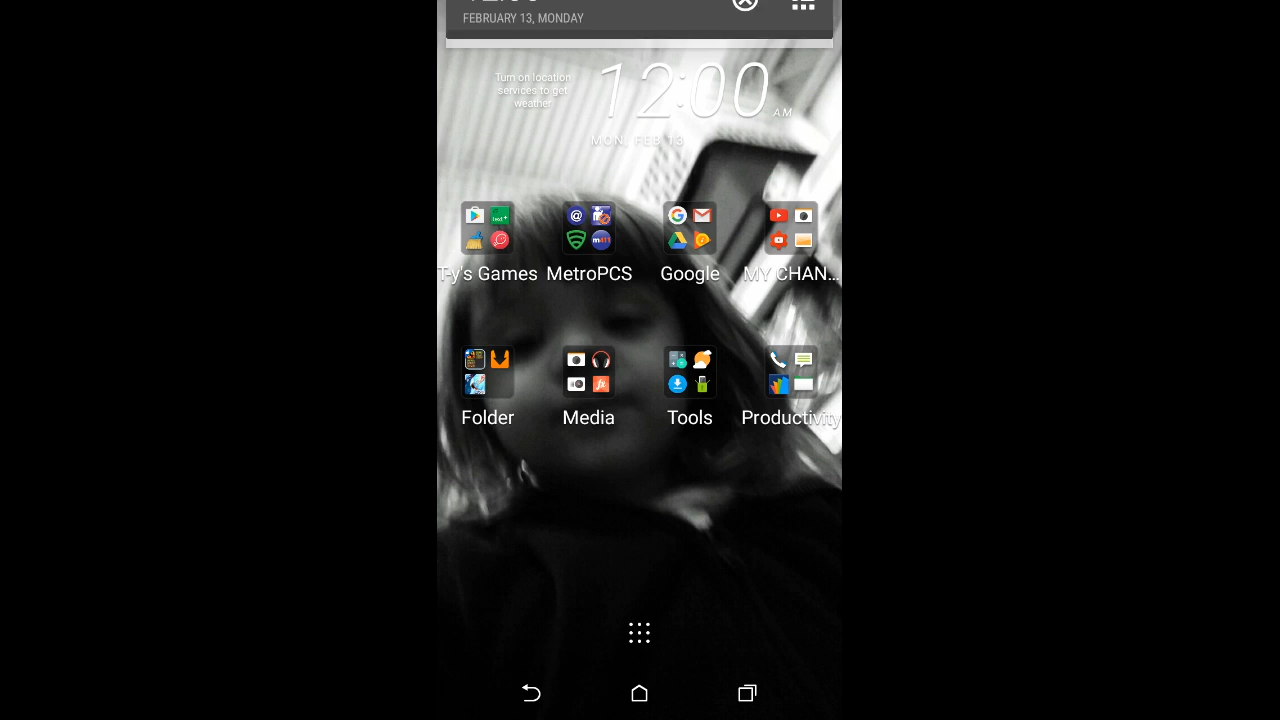 FEBRUARY 13, MONDAY
Turn on location
services to get
weather
12:00 AM
MON, FEB 13
T-y's Games MetroPCS Google MY CHAN...
Folder Media Tools Productivity